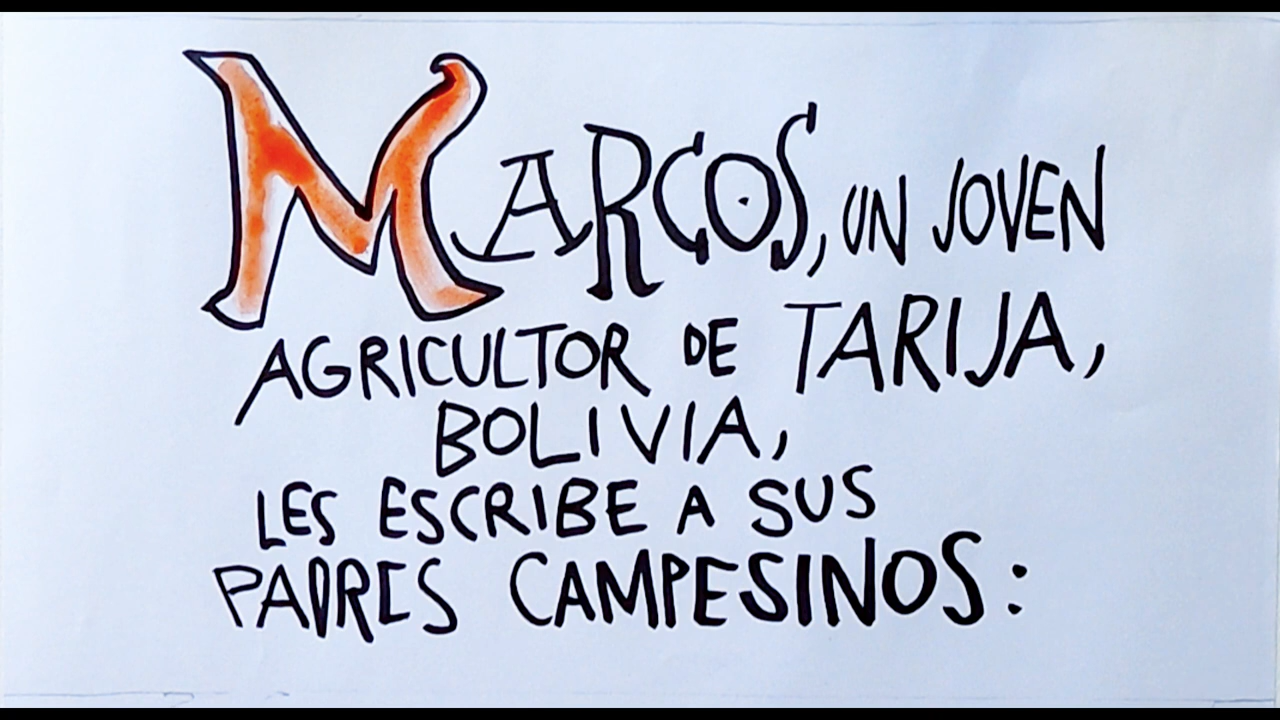 MARCOS, UN JOVEN
AGRICULTOR DE TARIJA,
BOLIVIA,
LES ESCRIBE A SUS
PADRES CAMPESINOS: